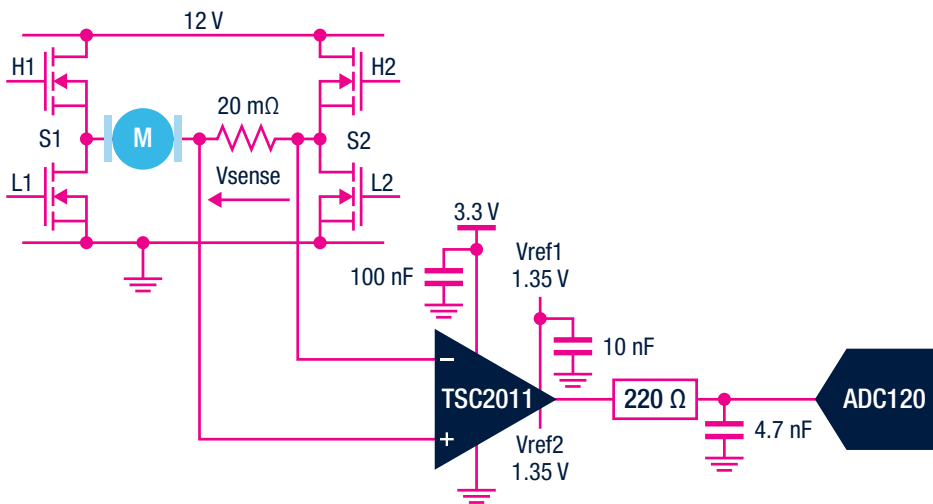 12 V
H1
H2
20 mΩ
S1
M
S2
Vsense
L1
L2
3.3 V
Vref1
1.35 V
100 nF
10 nF
−
TSC2011
+
220 Ω
ADC120
4.7 nF
Vref2
1.35 V